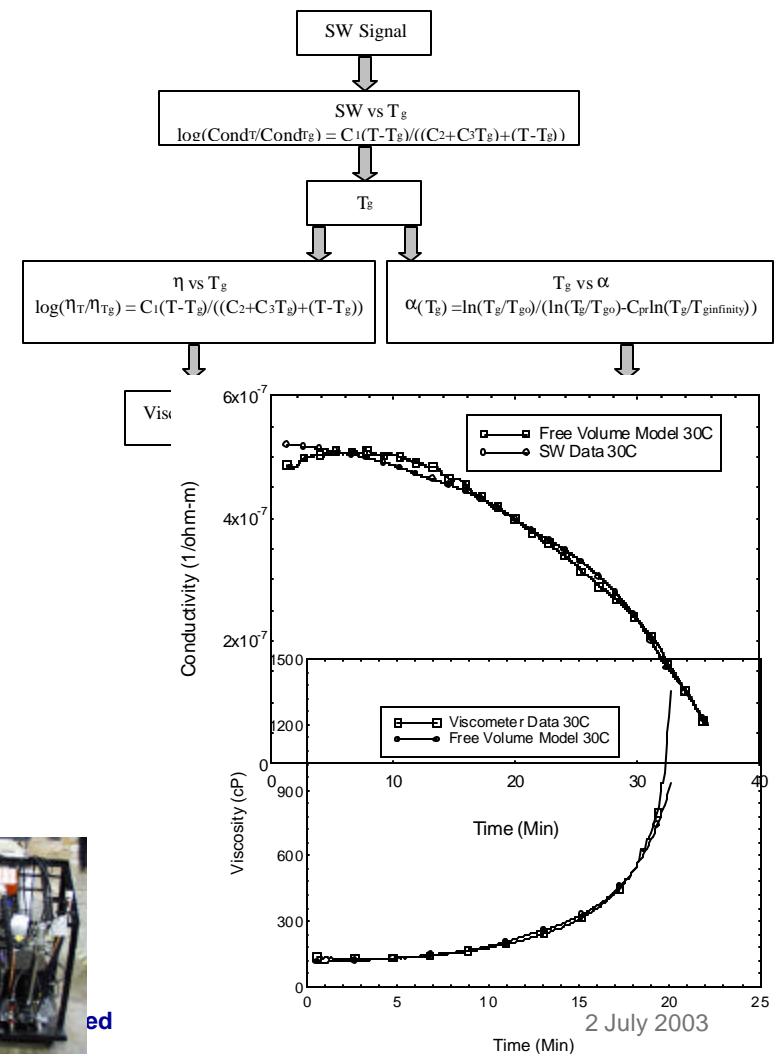 SW Signal
SW vs Tg
log(CondT/CondTg) = C1(T-Tg)/((C2+C3Tg)+(T-Tg))
Tg
η vs Tg
log(ηT/ηTg) = C1(T-Tg)/((C2+C3Tg)+(T-Tg))
Tg vs α
α(Tg) =ln(Tg/Tgo)/(ln(Tg/Tgo)-Cprln(Tg/Tginfinity))
6x10-7
4x10-7
2x10-7
0
Conductivity (1/ohm-m)
Free Volume Model 30C
SW Data 30C
0 10 20 30 40
Time (Min)
1500
1200
900
600
300
0
Viscosity (cP)
Viscometer Data 30C
Free Volume Model 30C
0 5 10 15 20 25
Time (Min)
ed
2 July 2003